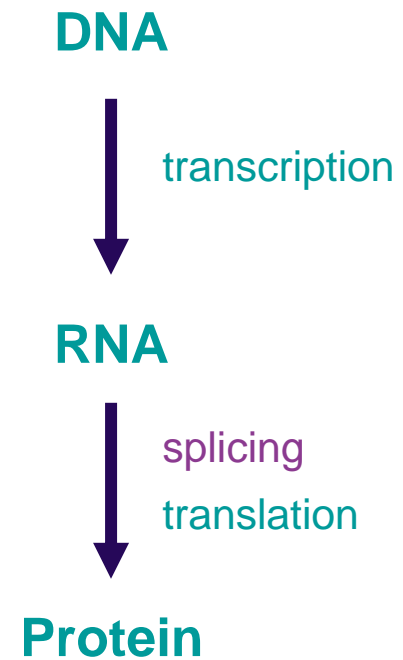 DNA
transcription
RNA
splicing
translation
Protein